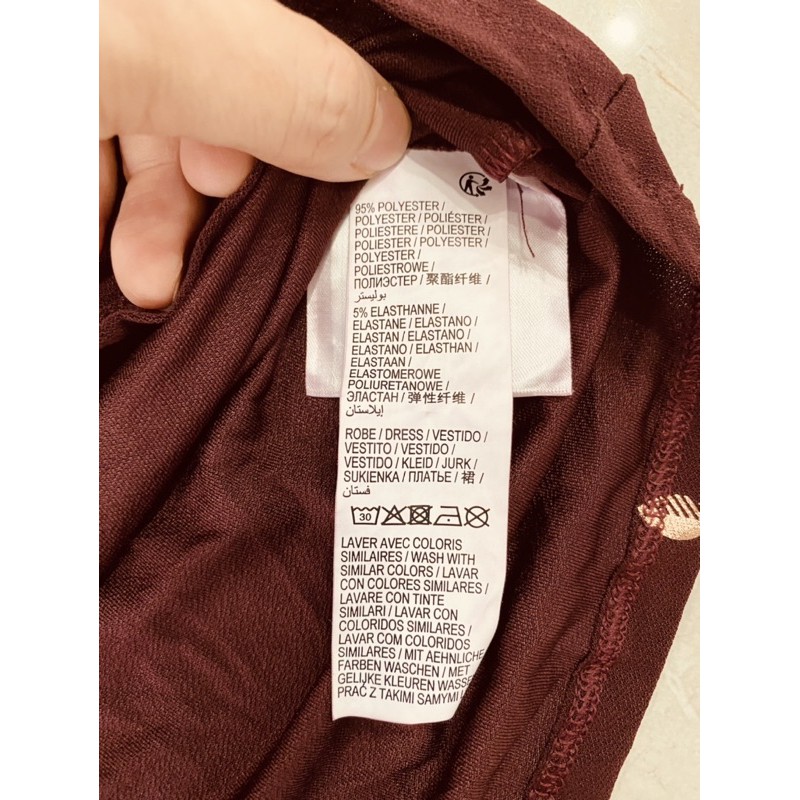 95% POLYESTER /
POLYESTER / POLIÉSTER /
POLIESTERE / POLIESTER /
POLIESTER / POLYESTER /
POLYESTER /
POLIESTROWE /
ПОЛИЭСТЕР / 聚酯纤维 /
بوليستر
5% ELASTHANNE /
ELASTANE / ELASTANO /
ELASTAN / ELASTANO /
ELASTANO / ELASTHAN /
ELASTAAN /
ELASTOMEROWE
POLIURETANOWE /
ЭЛАСТАН / 弹性纤维 /
إيلاستان
ROBE / DRESS / VESTIDO /
VESTITO / VESTIDO /
VESTIDO / KLEID / JURK /
SUKIENKA / ПЛАТЬЕ / 裙 /
فستان
30
LAVER AVEC COLORIS
SIMILAIRES / WASH WITH
SIMILAR COLORS / LAVAR
CON COLORES SIMILARES /
LAVARE CON TINTE
SIMILARI / LAVAR CON
COLORIDOS SIMILARES /
LAVAR COM COLORIDOS
SIMILARES / MIT AEHNLICHE
FARBEN WASCHEN / MET
GELIJKE KLEUREN WASSE
PRAĆ Z TAKIMI SAMYMI